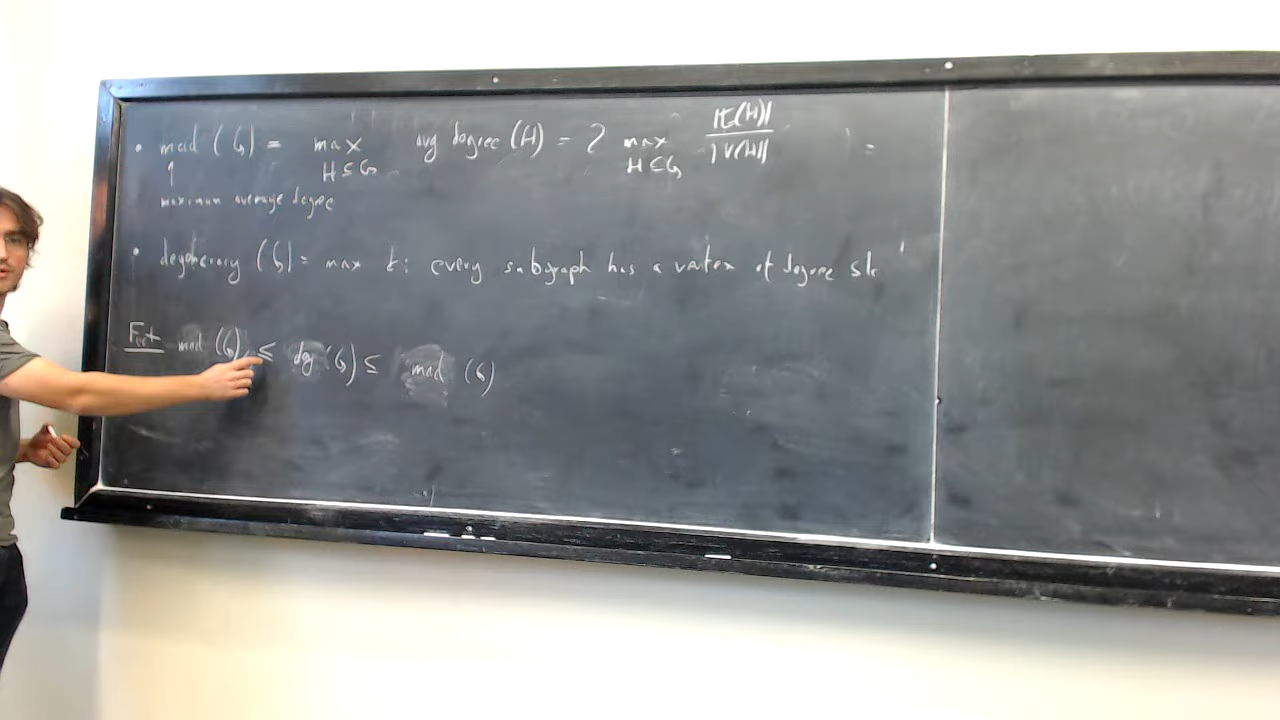 • mad (G) = max avg degree (H) = 2 max |E(H)| / |V(H)| =
H ⊆ G H ⊆ G
↑
maximum average degree
• degeneracy (G) = max k : every subgraph has a vertex of degree ≤ k
Fact mad (G) ≤ deg (G) ≤ mad (G)